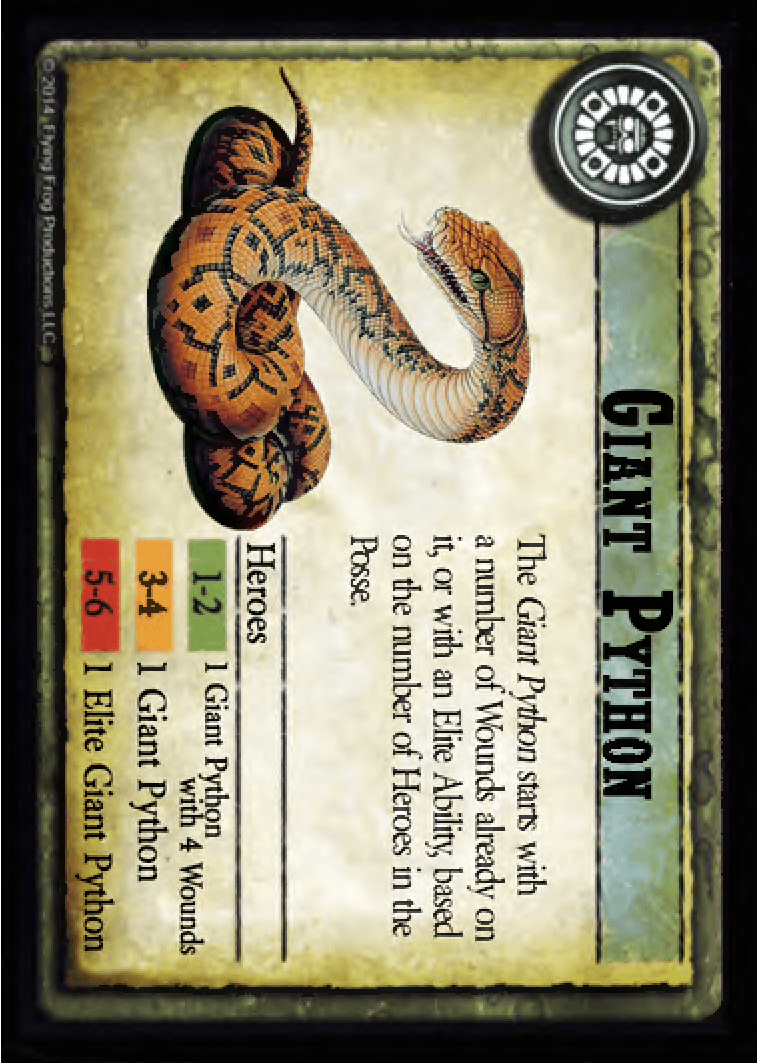 GIANT PYTHON
The Giant Python starts with
a number of Wounds already on
it, or with an Elite Ability, based
on the number of Heroes in the
Posse.
Heroes
1-2 1 Giant Python
with 4 Wounds
3-4 1 Giant Python
5-6 1 Elite Giant Python
© 2014, Flying Frog Productions LLC.